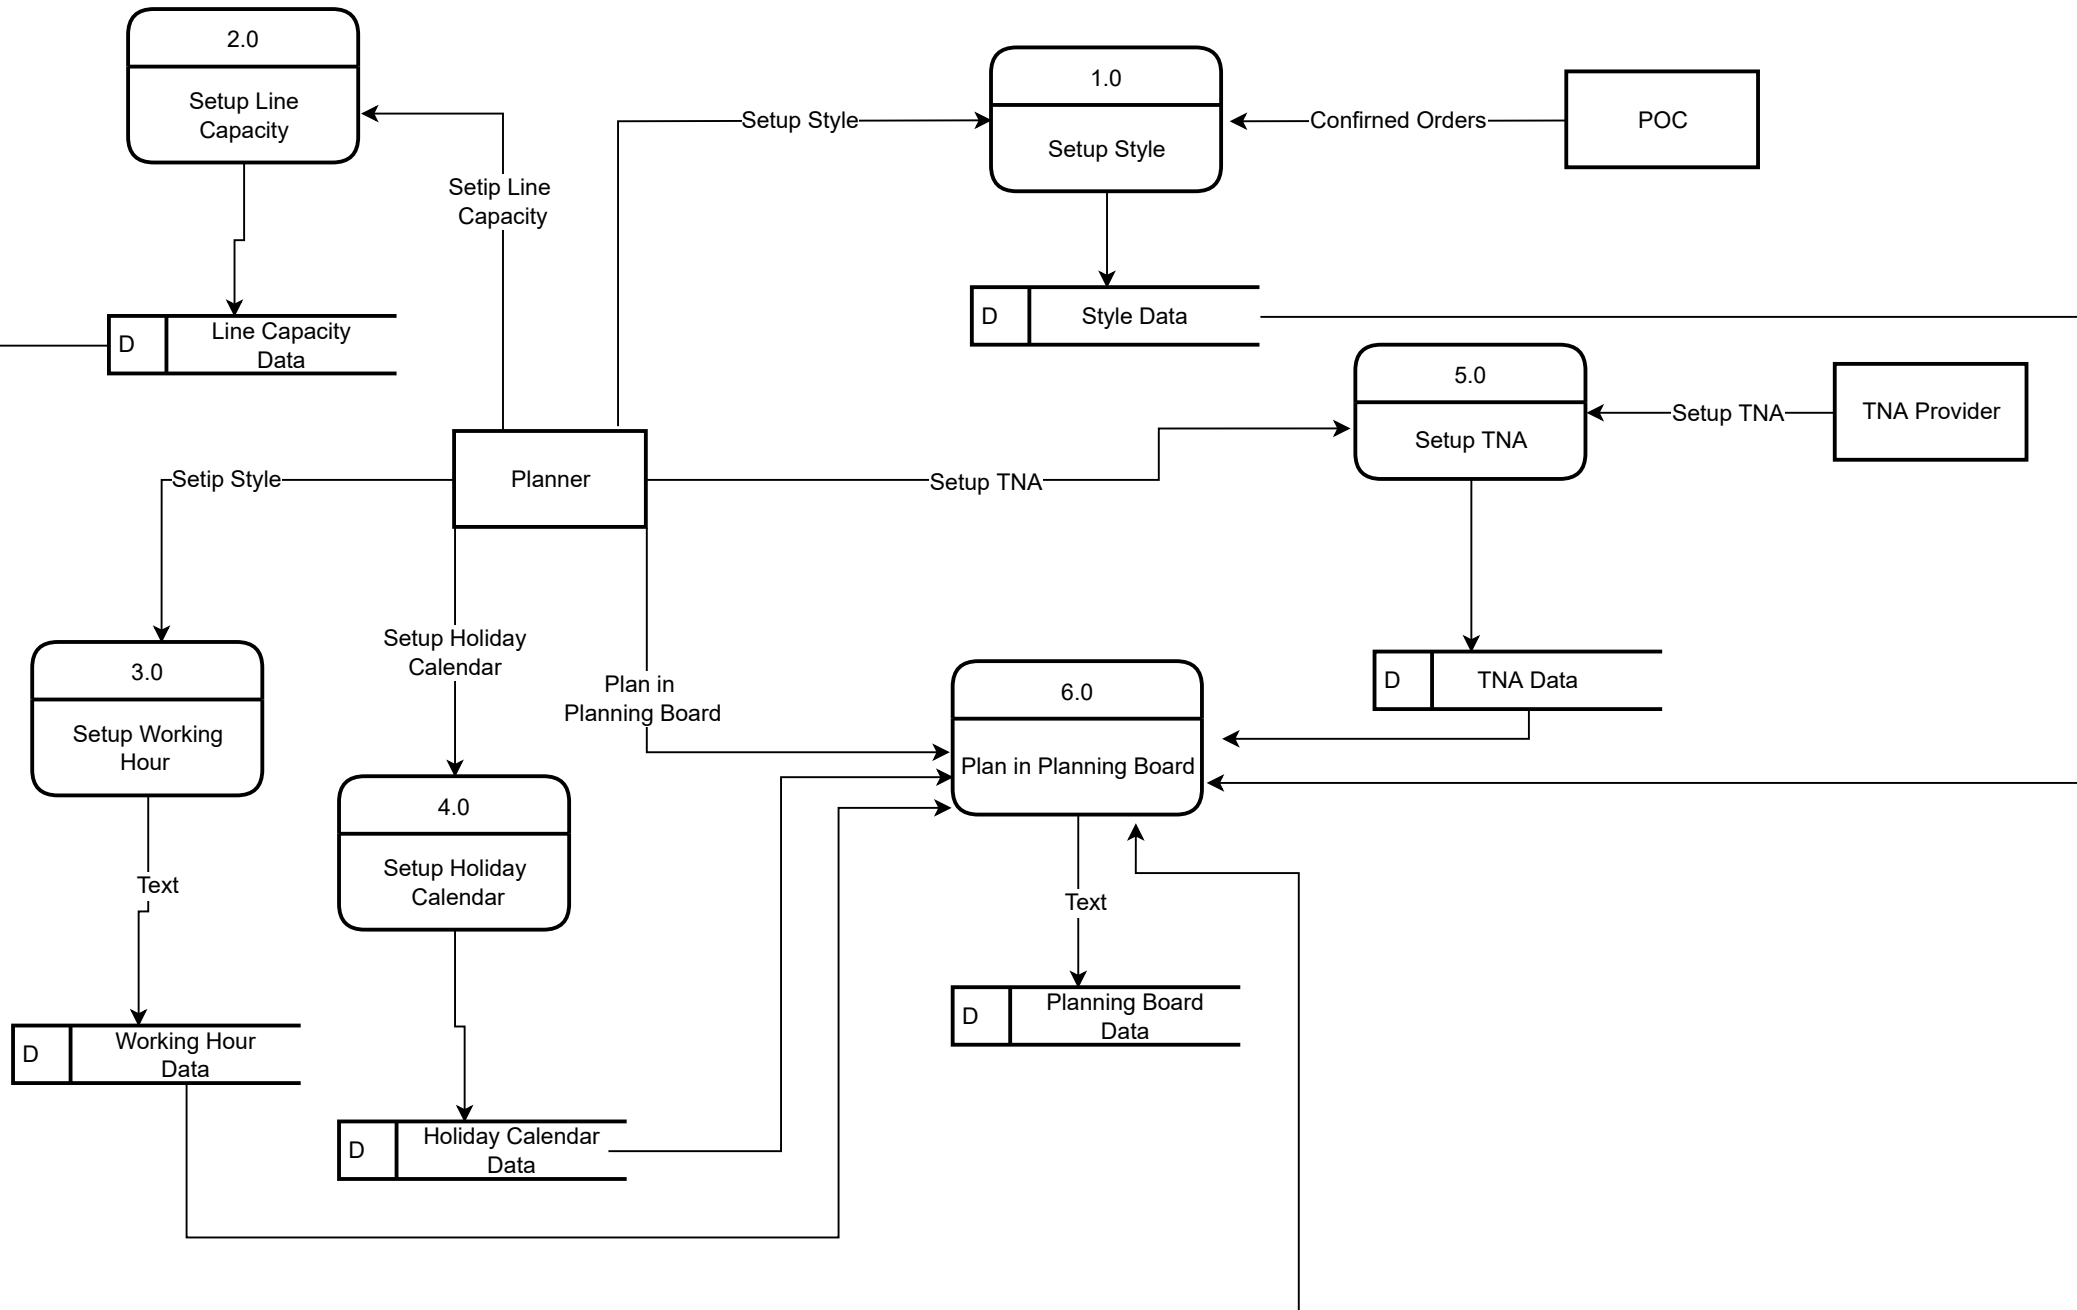 2.0
Setup Line
Capacity
1.0
Setup Style
POC
Setup Style
Confirned Orders
Setip Line
Capacity
D
Line Capacity
Data
D
Style Data
5.0
Setup TNA
Setup TNA
TNA Provider
Planner
Setip Style
Setup TNA
3.0
Setup Working
Hour
Setup Holiday
Calendar
Plan in
Planning Board
6.0
Plan in Planning Board
D
TNA Data
4.0
Setup Holiday
Calendar
Text
Text
D
Working Hour
Data
D
Planning Board
Data
D
Holiday Calendar
Data